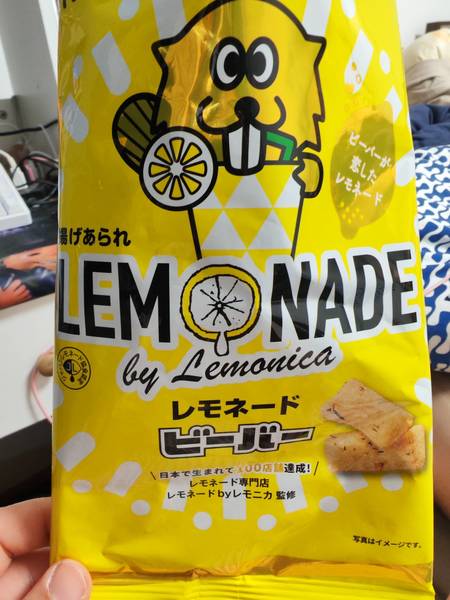 ビーバーが
恋した
レモネード
揚げあられ
LEMONADE
by Lemonica
レモネード
ビーバー
日本で生まれて100店舗達成!
レモネード専門店
レモネードbyレモニカ 監修
写真はイメージです。